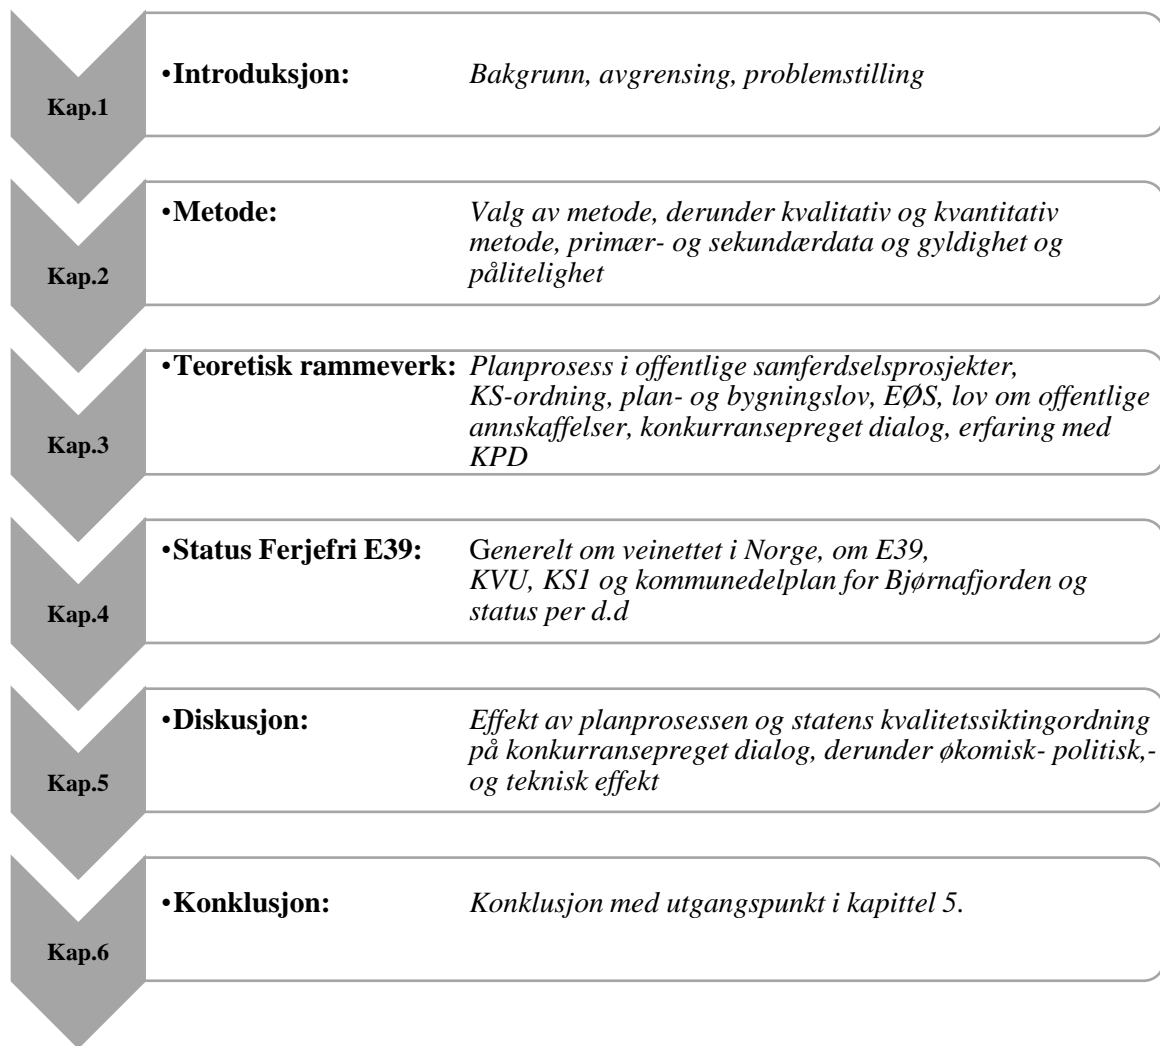 Kap.1
•Introduksjon: Bakgrunn, avgrensing, problemstilling
Kap.2
•Metode: Valg av metode, derunder kvalitativ og kvantitativ
metode, primær- og sekundærdata og gyldighet og
pålitelighet
Kap.3
•Teoretisk rammeverk: Planprosess i offentlige samferdselsprosjekter,
KS-ordning, plan- og bygningslov, EØS, lov om offentlige
annskaffelser, konkurransepreget dialog, erfaring med
KPD
Kap.4
•Status Ferjefri E39: Generelt om veinettet i Norge, om E39,
KVU, KS1 og kommunedelplan for Bjørnafjorden og
status per d.d
Kap.5
•Diskusjon: Effekt av planprosessen og statens kvalitetssiktingordning
på konkurransepreget dialog, derunder økomisk- politisk,-
og teknisk effekt
Kap.6
•Konklusjon: Konklusjon med utgangspunkt i kapittel 5.